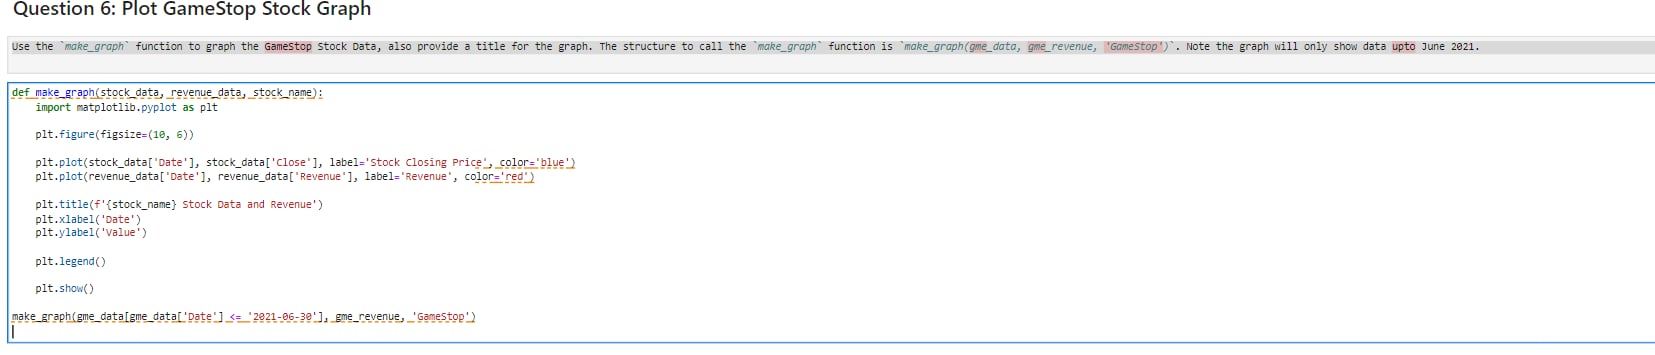 Question 6: Plot GameStop Stock Graph
Use the `make_graph` function to graph the GameStop Stock Data, also provide a title for the graph. The structure to call the `make_graph` function is `make_graph(gme_data, gme_revenue, 'GameStop')`. Note the graph will only show data upto June 2021.
def make_graph(stock_data, revenue_data, stock_name):
    import matplotlib.pyplot as plt
    plt.figure(figsize=(10, 6))
    plt.plot(stock_data['Date'], stock_data['Close'], label='Stock Closing Price', color='blue')
    plt.plot(revenue_data['Date'], revenue_data['Revenue'], label='Revenue', color='red')
    plt.title(f'{stock_name} Stock Data and Revenue')
    plt.xlabel('Date')
    plt.ylabel('Value')
    plt.legend()
    plt.show()
make_graph(gme_data[gme_data['Date'] <= '2021-06-30'], gme_revenue, 'GameStop')